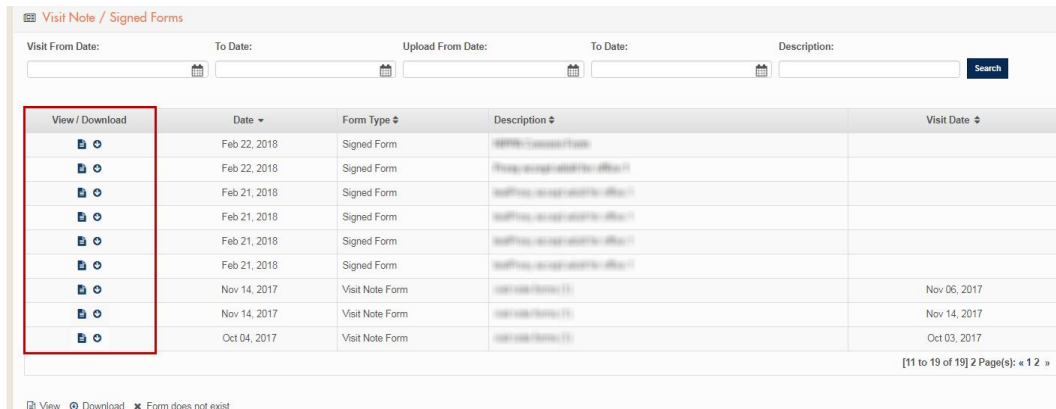 Visit Note / Signed Forms
Visit From Date: To Date: Upload From Date: To Date: Description:
Search
View / Download Date Form Type Description Visit Date
Feb 22, 2018 Signed Form
Feb 22, 2018 Signed Form
Feb 21, 2018 Signed Form
Feb 21, 2018 Signed Form
Feb 21, 2018 Signed Form
Feb 21, 2018 Signed Form
Nov 14, 2017 Visit Note Form Nov 06, 2017
Nov 14, 2017 Visit Note Form Nov 14, 2017
Oct 04, 2017 Visit Note Form Oct 03, 2017
[11 to 19 of 19] 2 Page(s): « 1 2 »
View Download Form does not exist